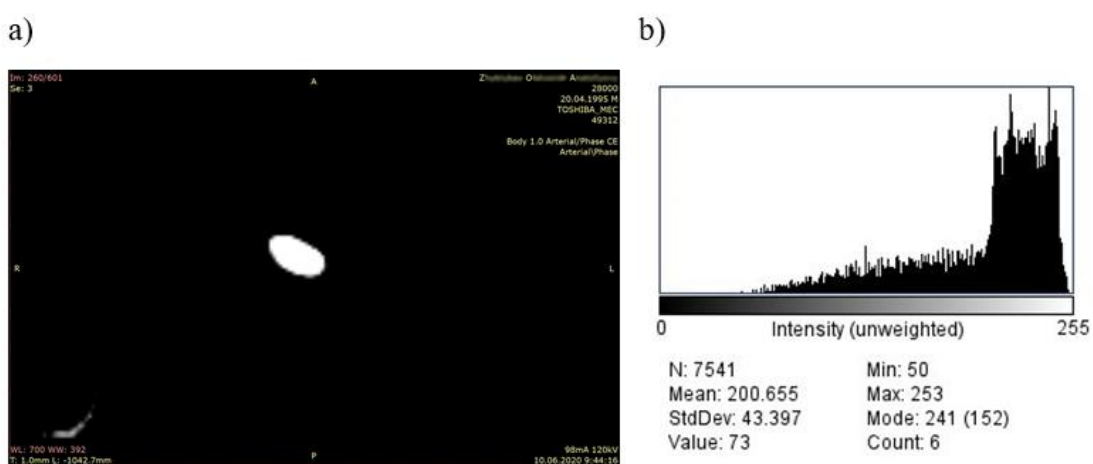 a)
b)
Im: 260/601
Se: 3
A
28000
20.04.1995 M
TOSHIBA_MEC
49312
Body 1.0 Arterial/Phase CE
Arterial\Phase
R
L
WL: 700 WW: 392
T: 1.0mm L: -1042.7mm
P
98mA 120kV
10.06.2020 9:44:16
0
Intensity (unweighted)
255
N: 7541
Min: 50
Mean: 200.655
Max: 253
StdDev: 43.397
Mode: 241 (152)
Value: 73
Count: 6